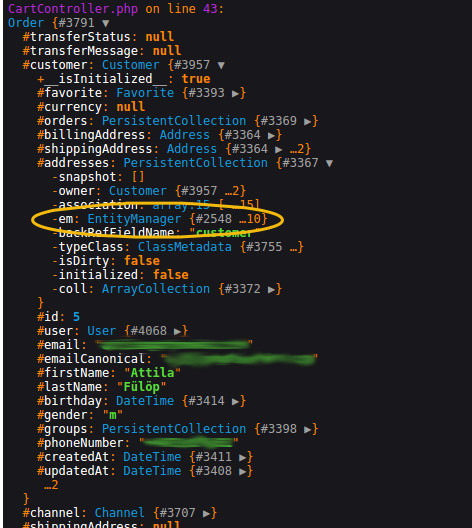 CartController.php on line 43:
Order {#3791 ▼
#transferStatus: null
#transferMessage: null
#customer: Customer {#3957 ▼
+__isInitialized__: true
#favorite: Favorite {#3393 ▶}
#currency: null
#orders: PersistentCollection {#3369 ▶}
#billingAddress: Address {#3364 ▶}
#shippingAddress: Address {#3364 ▶ …2}
#addresses: PersistentCollection {#3367 ▼
-snapshot: []
-owner: Customer {#3957 …2}
-association: array:15 [ …15]
-em: EntityManager {#2548 …10}
-backRefFieldName: "customer"
-typeClass: ClassMetadata {#3755 …}
-isDirty: false
-initialized: false
-coll: ArrayCollection {#3372 ▶}
}
#id: 5
#user: User {#4068 ▶}
#email: " "
#emailCanonical: " "
#firstName: "Attila"
#lastName: "Fülöp"
#birthday: DateTime {#3414 ▶}
#gender: "m"
#groups: PersistentCollection {#3398 ▶}
#phoneNumber: " "
#createdAt: DateTime {#3411 ▶}
#updatedAt: DateTime {#3408 ▶}
…2
}
#channel: Channel {#3707 ▶}
#shippingAddress: null